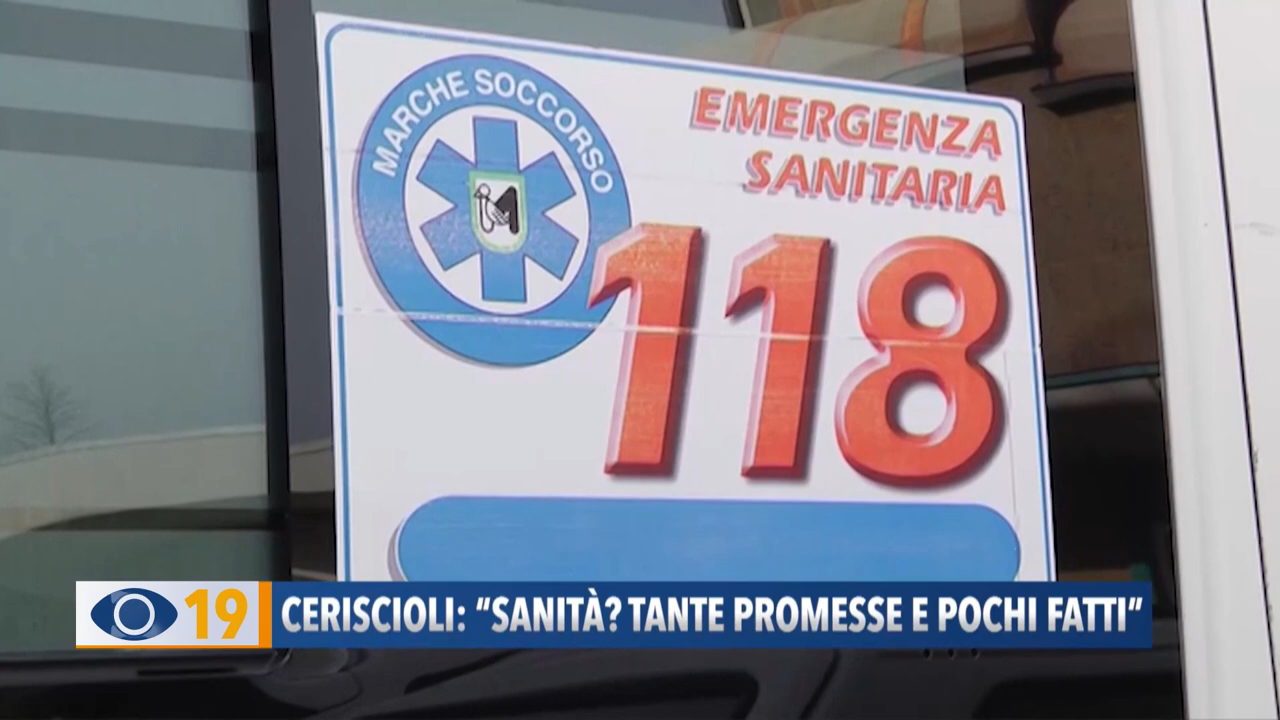 MARCHE SOCCORSO
EMERGENZA
SANITARIA
118
19
CERISCIOLI: “SANITÀ? TANTE PROMESSE E POCHI FATTI”